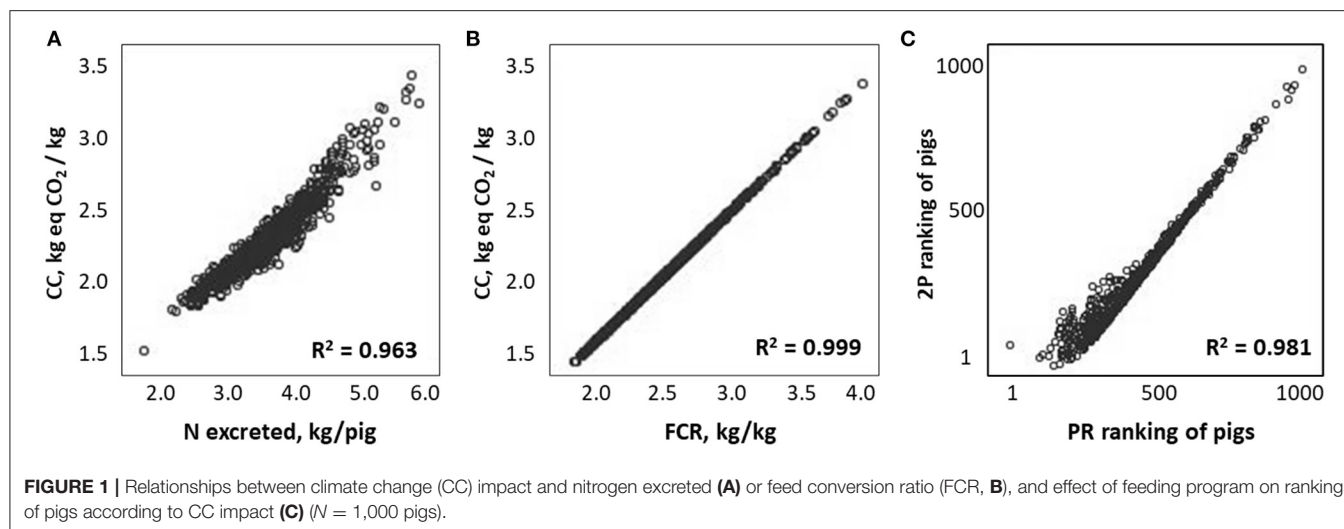 A
CC, kg eq CO₂ / kg
3.5
3.0
2.5
2.0
1.5
R² = 0.963
2.0 3.0 4.0 5.0 6.0
N excreted, kg/pig
B
CC, kg eq CO₂ / kg
3.5
3.0
2.5
2.0
1.5
R² = 0.999
2.0 2.5 3.0 3.5 4.0
FCR, kg/kg
C
2P ranking of pigs
1000
500
1
R² = 0.981
1 500 1000
PR ranking of pigs
FIGURE 1 | Relationships between climate change (CC) impact and nitrogen excreted (A) or feed conversion ratio (FCR, B), and effect of feeding program on ranking
of pigs according to CC impact (C) (N = 1,000 pigs).